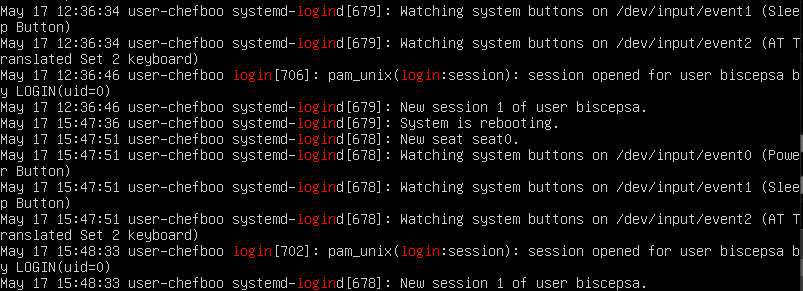 May 17 12:36:34 user-chefboo systemd-logind[679]: Watching system buttons on /dev/input/event1 (Slee
p Button)
May 17 12:36:34 user-chefboo systemd-logind[679]: Watching system buttons on /dev/input/event2 (AT T
ranslated Set 2 keyboard)
May 17 12:36:46 user-chefboo login[706]: pam_unix(login:session): session opened for user biscepsa b
y LOGIN(uid=0)
May 17 12:36:46 user-chefboo systemd-logind[679]: New session 1 of user biscepsa.
May 17 15:47:36 user-chefboo systemd-logind[679]: System is rebooting.
May 17 15:47:51 user-chefboo systemd-logind[678]: New seat seat0.
May 17 15:47:51 user-chefboo systemd-logind[678]: Watching system buttons on /dev/input/event0 (Powe
r Button)
May 17 15:47:51 user-chefboo systemd-logind[678]: Watching system buttons on /dev/input/event1 (Slee
p Button)
May 17 15:47:51 user-chefboo systemd-logind[678]: Watching system buttons on /dev/input/event2 (AT T
ranslated Set 2 keyboard)
May 17 15:48:33 user-chefboo login[702]: pam_unix(login:session): session opened for user biscepsa b
y LOGIN(uid=0)
May 17 15:48:33 user-chefboo systemd-logind[678]: New session 1 of user biscepsa.